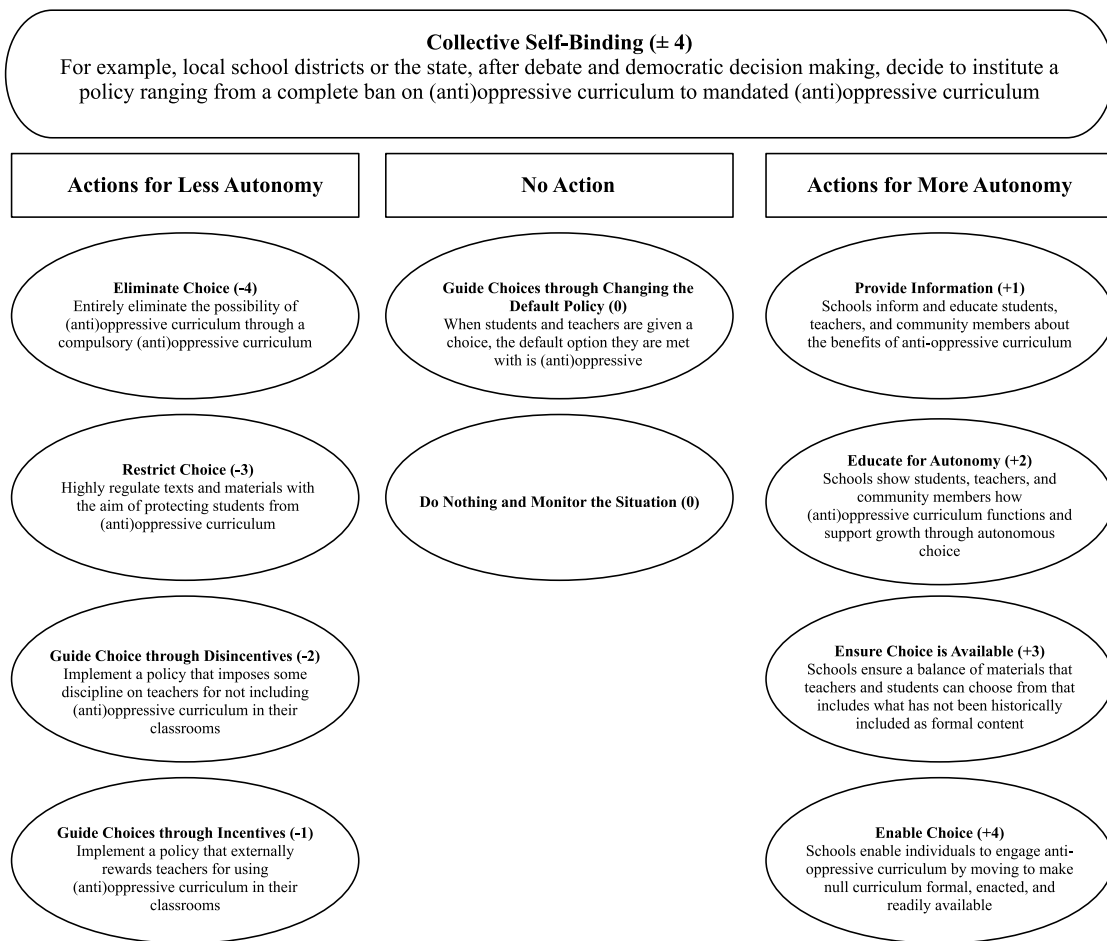 Collective Self-Binding (± 4)
For example, local school districts or the state, after debate and democratic decision making, decide to institute a
policy ranging from a complete ban on (anti)oppressive curriculum to mandated (anti)oppressive curriculum
Actions for Less Autonomy
Eliminate Choice (-4)
Entirely eliminate the possibility of
(anti)oppressive curriculum through a
compulsory (anti)oppressive curriculum
Restrict Choice (-3)
Highly regulate texts and materials with
the aim of protecting students from
(anti)oppressive curriculum
Guide Choice through Disincentives (-2)
Implement a policy that imposes some
discipline on teachers for not including
(anti)oppressive curriculum in their
classrooms
Guide Choices through Incentives (-1)
Implement a policy that externally
rewards teachers for using
(anti)oppressive curriculum in their
classrooms
No Action
Guide Choices through Changing the
Default Policy (0)
When students and teachers are given a
choice, the default option they are met
with is (anti)oppressive
Do Nothing and Monitor the Situation (0)
Actions for More Autonomy
Provide Information (+1)
Schools inform and educate students,
teachers, and community members about
the benefits of anti-oppressive curriculum
Educate for Autonomy (+2)
Schools show students, teachers, and
community members how
(anti)oppressive curriculum functions and
support growth through autonomous
choice
Ensure Choice is Available (+3)
Schools ensure a balance of materials that
teachers and students can choose from that
includes what has not been historically
included as formal content
Enable Choice (+4)
Schools enable individuals to engage anti-
oppressive curriculum by moving to make
null curriculum formal, enacted, and
readily available